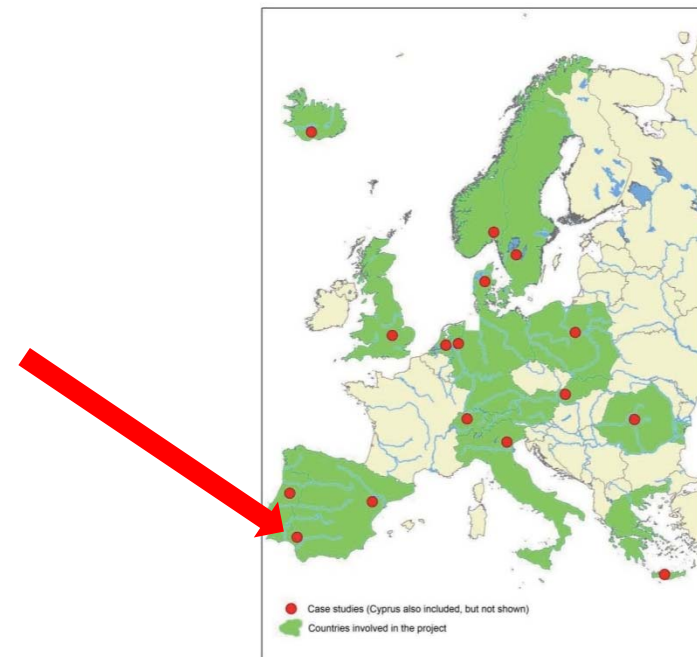 Case studies (Cyprus also included, but not shown)
Countries involved in the project